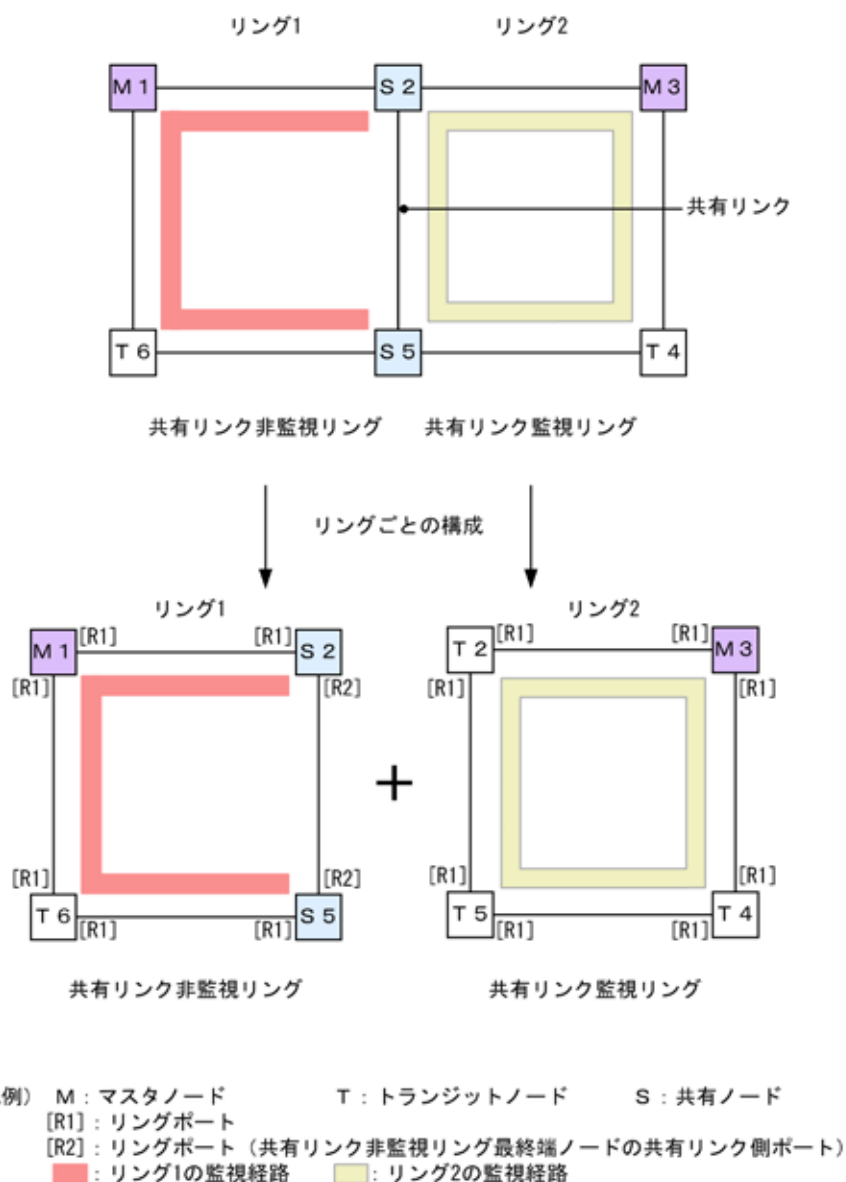 リング1 リング2
M 1 S 2 M 3
共有リンク
T 6 S 5 T 4
共有リンク非監視リング 共有リンク監視リング
リングごとの構成
リング1 リング2
[R1] [R1] [R1] [R1]
M 1 S 2 T 2 M 3
[R1] [R2] [R1] [R1]
[R1] [R2] [R1] [R1]
T 6 S 5 T 5 T 4
[R1] [R1] [R1] [R1]
共有リンク非監視リング 共有リンク監視リング
例) M:マスタノード T:トランジットノード S:共有ノード
[R1]:リングポート
[R2]:リングポート(共有リンク非監視リング最終端ノードの共有リンク側ポート)
:リング1の監視経路 :リング2の監視経路